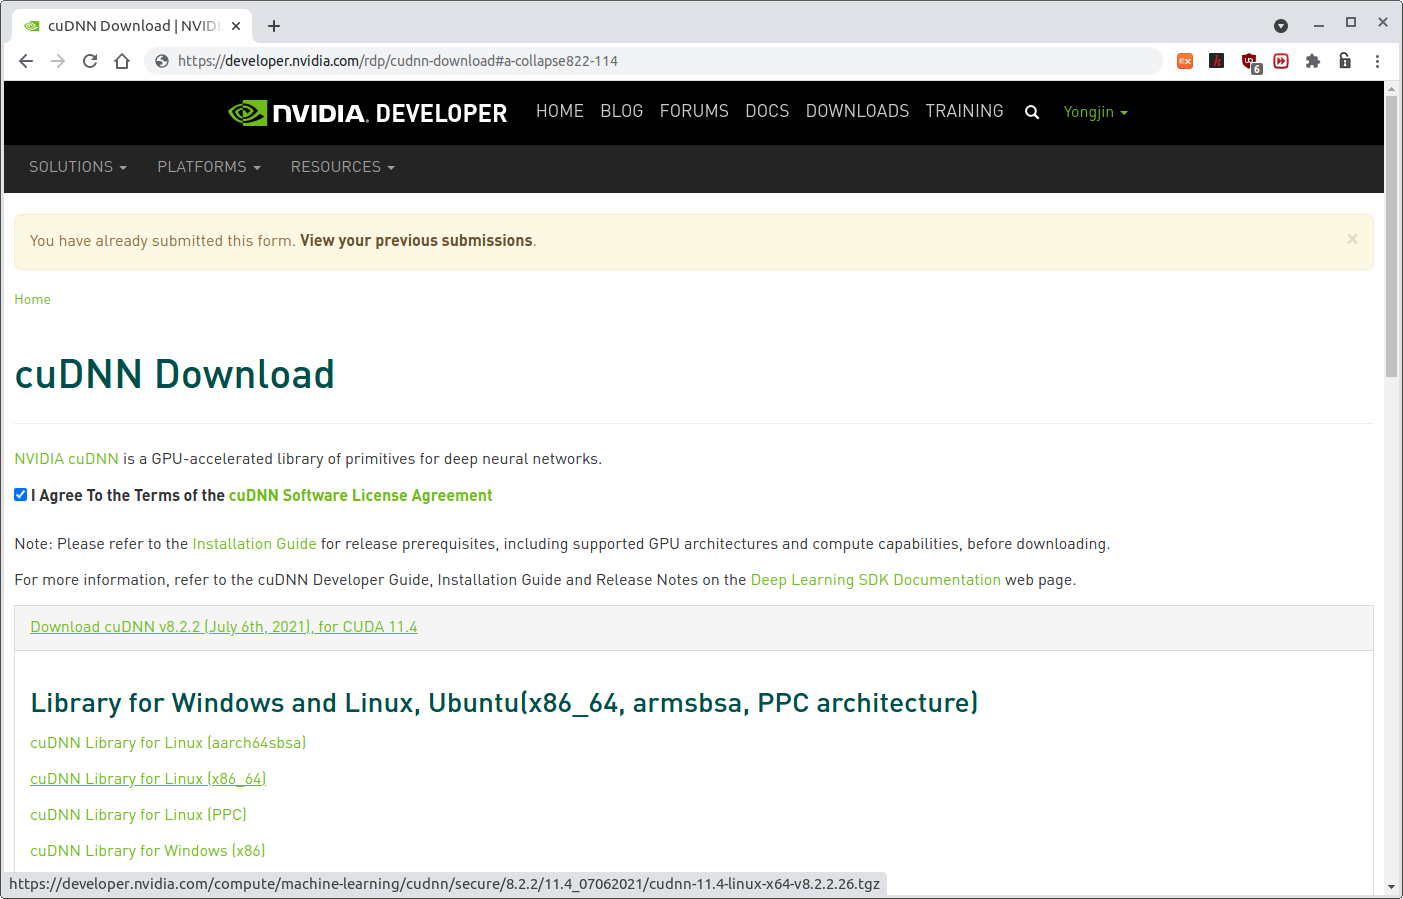 cuDNN Download | NVIDI
https://developer.nvidia.com/rdp/cudnn-download#a-collapse822-114
6
NVIDIA. DEVELOPER HOME BLOG FORUMS DOCS DOWNLOADS TRAINING Yongjin
SOLUTIONS PLATFORMS RESOURCES
You have already submitted this form. View your previous submissions. ×
Home
cuDNN Download
NVIDIA cuDNN is a GPU-accelerated library of primitives for deep neural networks.
I Agree To the Terms of the cuDNN Software License Agreement
Note: Please refer to the Installation Guide for release prerequisites, including supported GPU architectures and compute capabilities, before downloading.
For more information, refer to the cuDNN Developer Guide, Installation Guide and Release Notes on the Deep Learning SDK Documentation web page.
Download cuDNN v8.2.2 (July 6th, 2021), for CUDA 11.4
Library for Windows and Linux, Ubuntu(x86_64, armsbsa, PPC architecture)
cuDNN Library for Linux (aarch64sbsa)
cuDNN Library for Linux (x86_64)
cuDNN Library for Linux (PPC)
cuDNN Library for Windows (x86)
https://developer.nvidia.com/compute/machine-learning/cudnn/secure/8.2.2/11.4_07062021/cudnn-11.4-linux-x64-v8.2.2.26.tgz